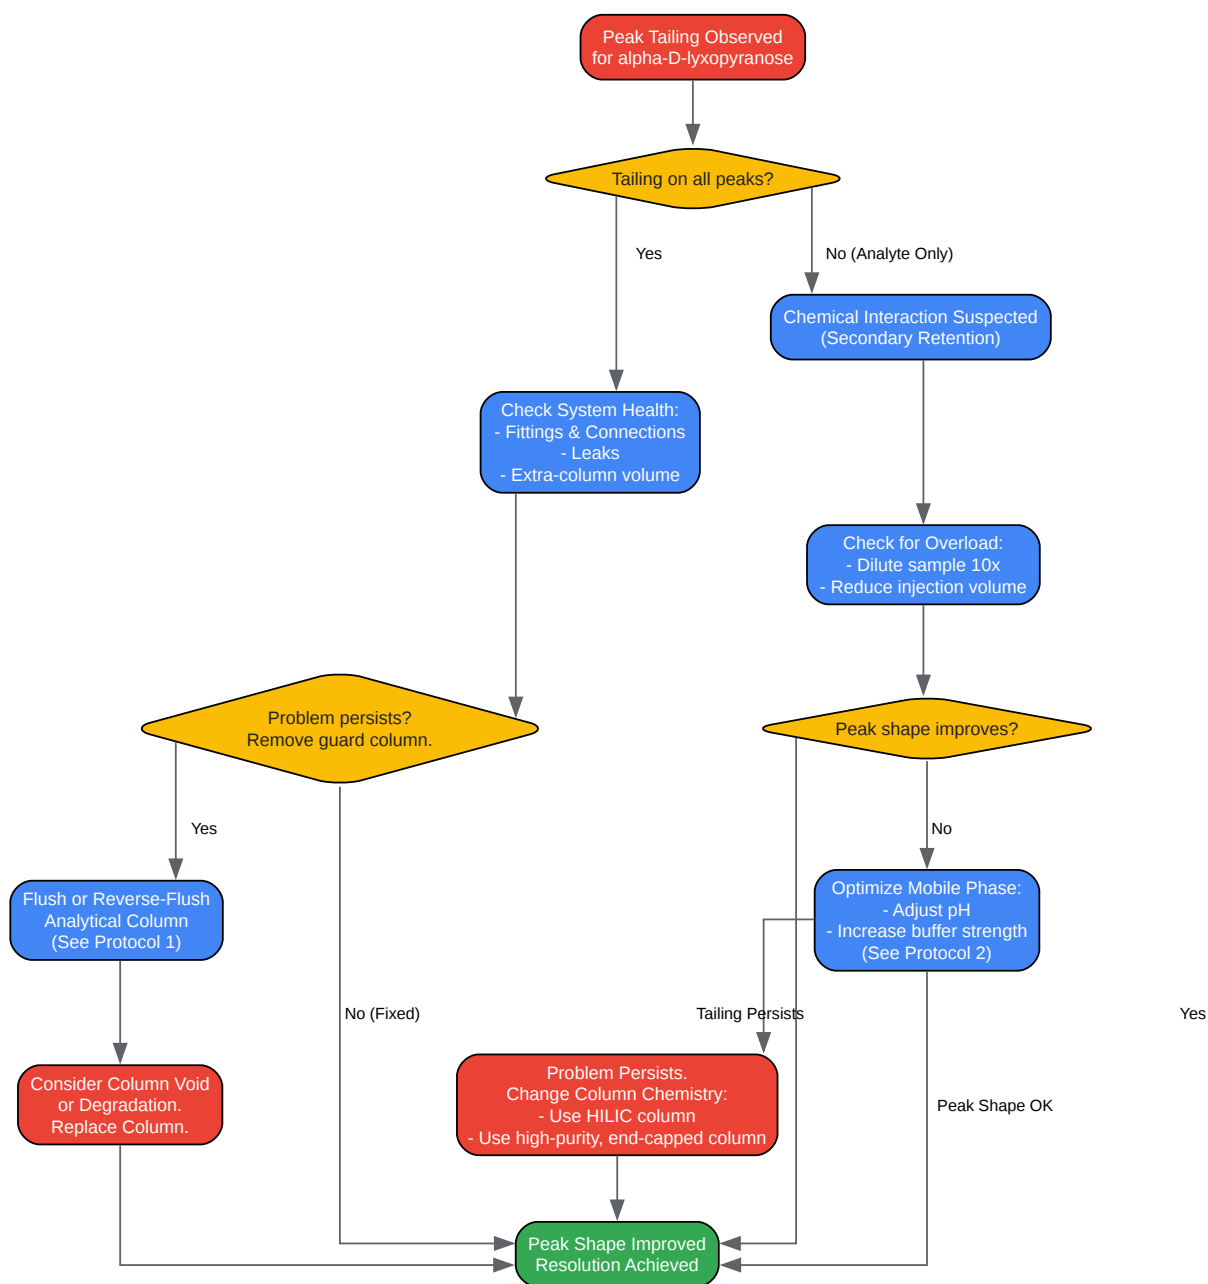 Peak Tailing Observed
for alpha-D-lyxopyranose
Tailing on all peaks?
Yes
No (Analyte Only)
Chemical Interaction Suspected
(Secondary Retention)
Check System Health:
- Fittings & Connections
- Leaks
- Extra-column volume
Check for Overload:
- Dilute sample 10x
- Reduce injection volume
Problem persists?
Remove guard column.
Peak shape improves?
Yes
No
Flush or Reverse-Flush
Analytical Column
(See Protocol 1)
Optimize Mobile Phase:
- Adjust pH
- Increase buffer strength
(See Protocol 2)
No (Fixed)
Tailing Persists
Yes
Consider Column Void
or Degradation.
Replace Column.
Problem Persists.
Change Column Chemistry:
- Use HILIC column
- Use high-purity, end-capped column
Peak Shape OK
Peak Shape Improved
Resolution Achieved